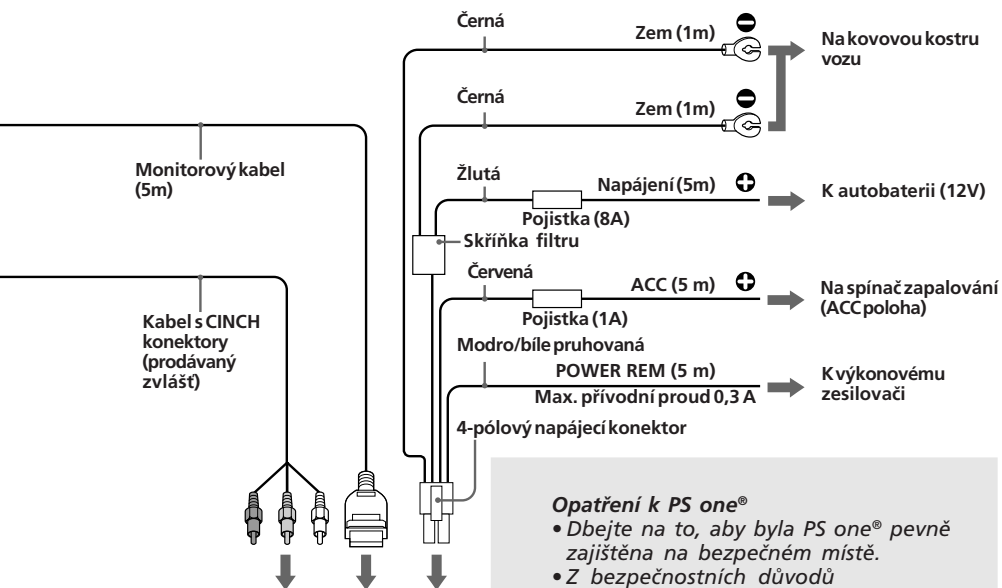 Černá
Zem (1m)
Na kovovou kostru
vozu
Černá
Zem (1m)
Monitorový kabel
(5m)
Žlutá
Napájení (5m)
K autobaterii (12V)
Pojistka (8A)
Skříňka filtru
Červená
ACC (5 m)
Na spínač zapalování
(ACC poloha)
Pojistka (1A)
Kabel s CINCH
konektory
(prodávaný
zvlášť)
Modro/bíle pruhovaná
POWER REM (5 m)
Max. přívodní proud 0,3 A
K výkonovému
zesilovači
4-pólový napájecí konektor
Opatření k PS one®
• Dbejte na to, aby byla PS one® pevně
zajištěna na bezpečném místě.
• Z bezpečnostních důvodů